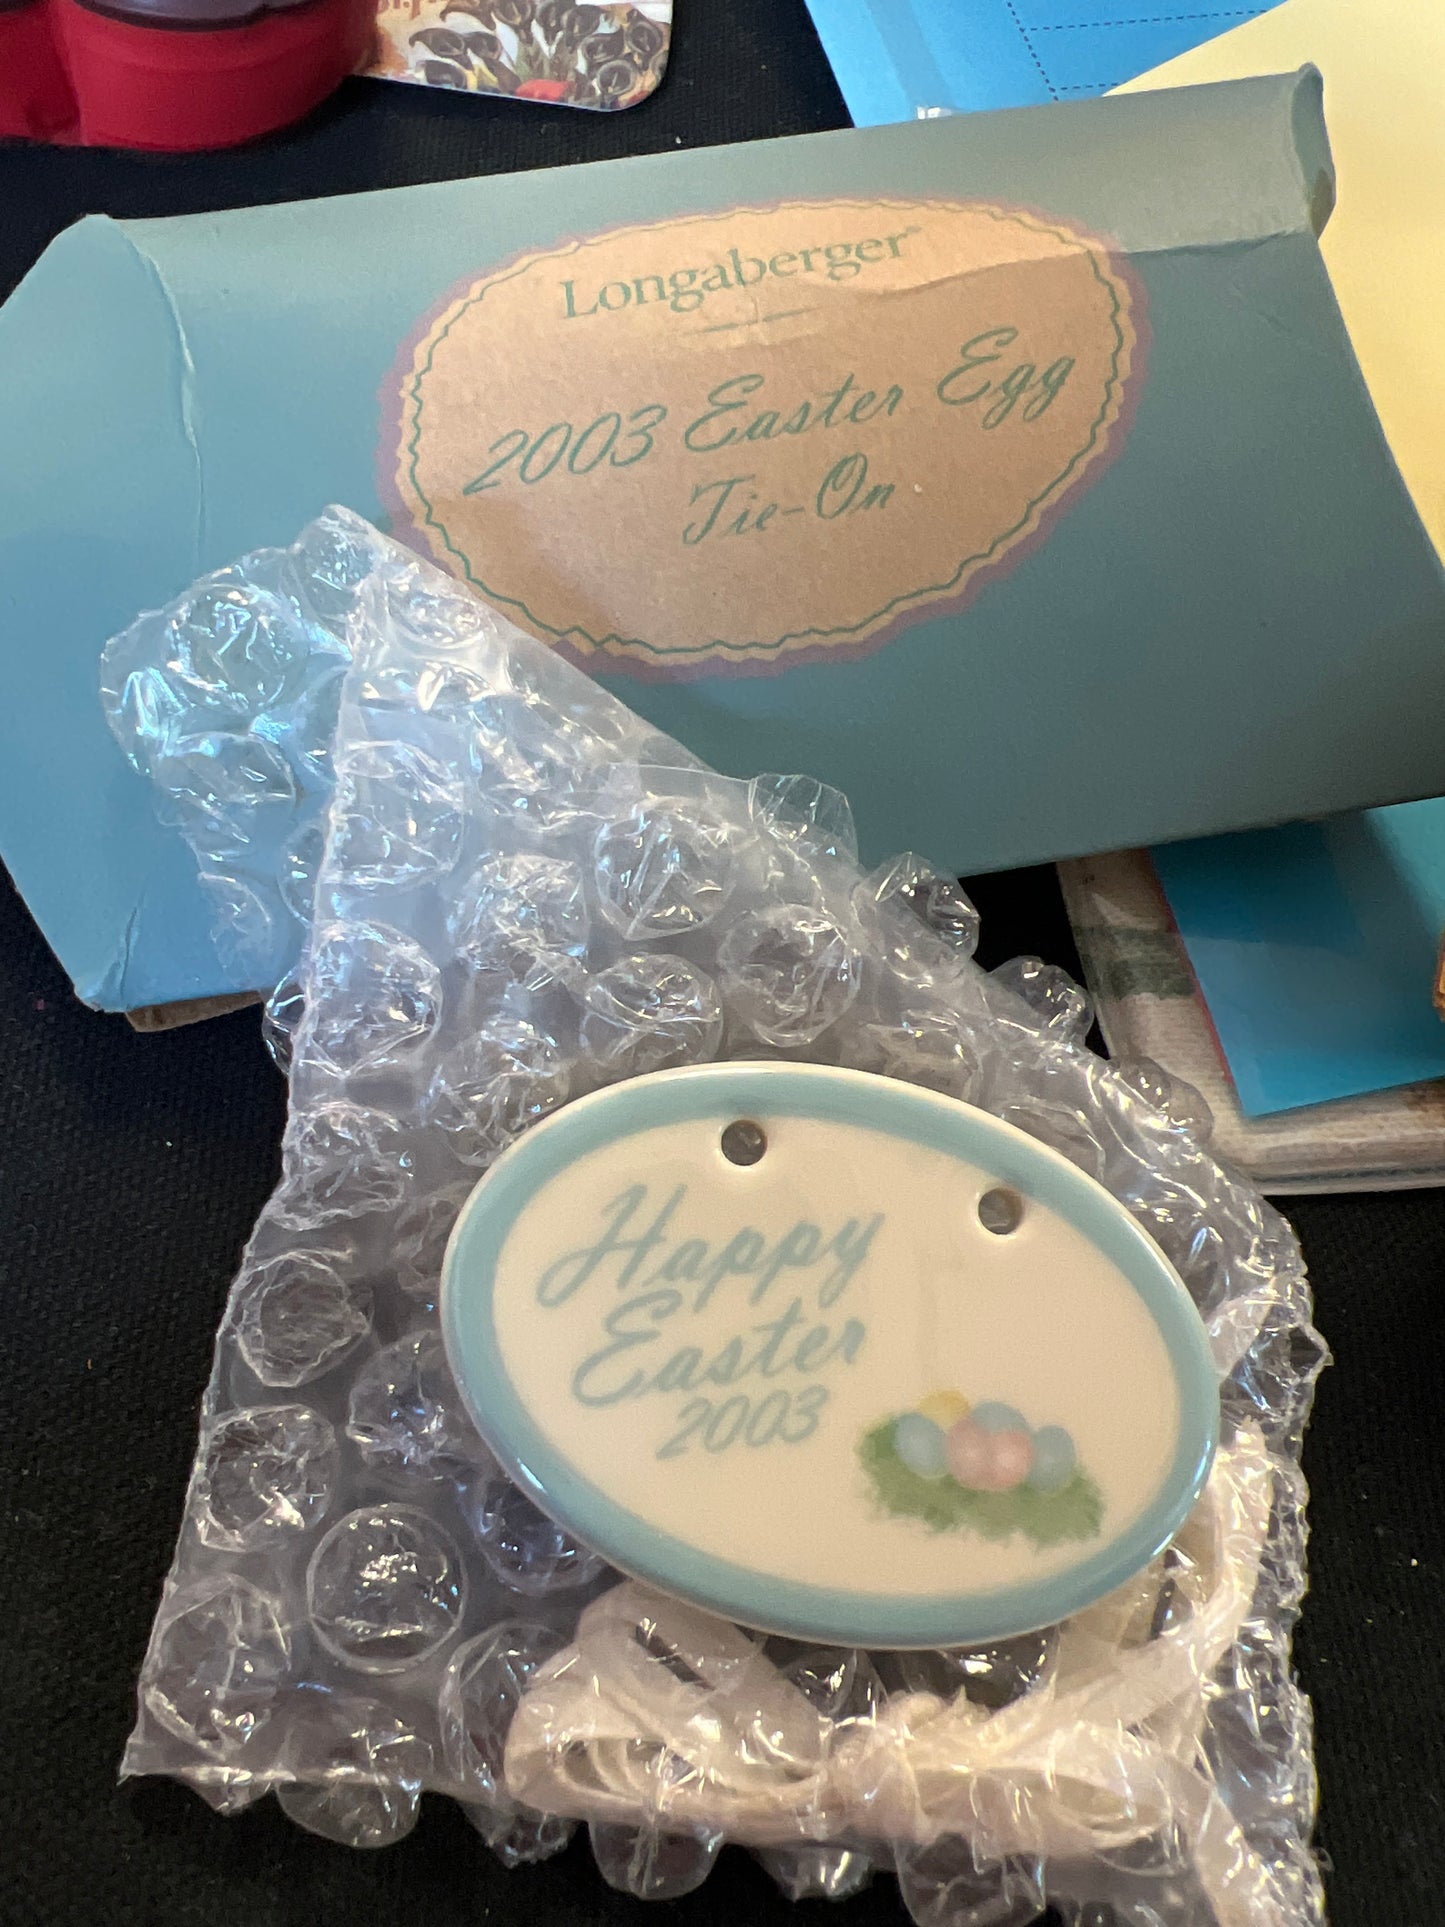 Longaberger®
2003 Easter Egg
Tie-On
Happy
Easter
2003